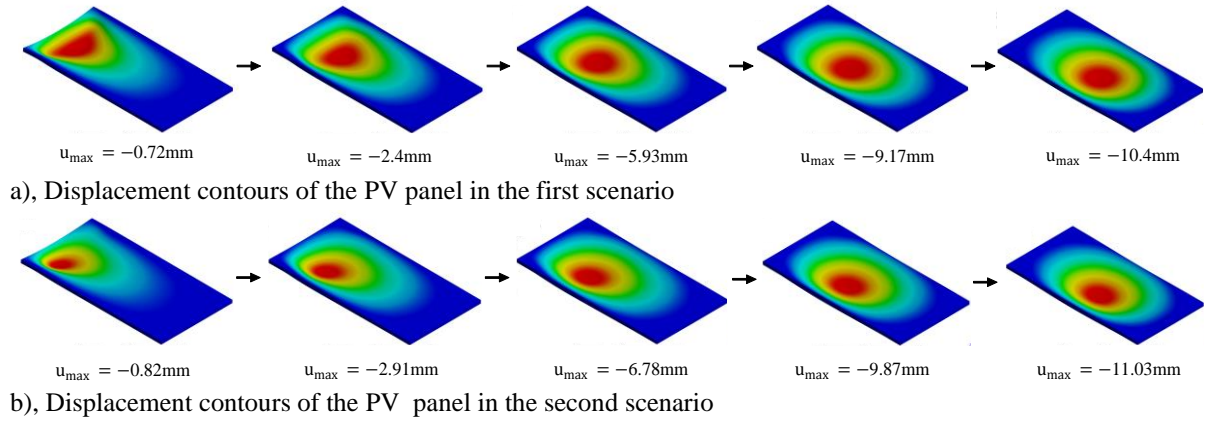 u_max = −0.72mm
u_max = −2.4mm
u_max = −5.93mm
u_max = −9.17mm
u_max = −10.4mm
a), Displacement contours of the PV panel in the first scenario
u_max = −0.82mm
u_max = −2.91mm
u_max = −6.78mm
u_max = −9.87mm
u_max = −11.03mm
b), Displacement contours of the PV panel in the second scenario